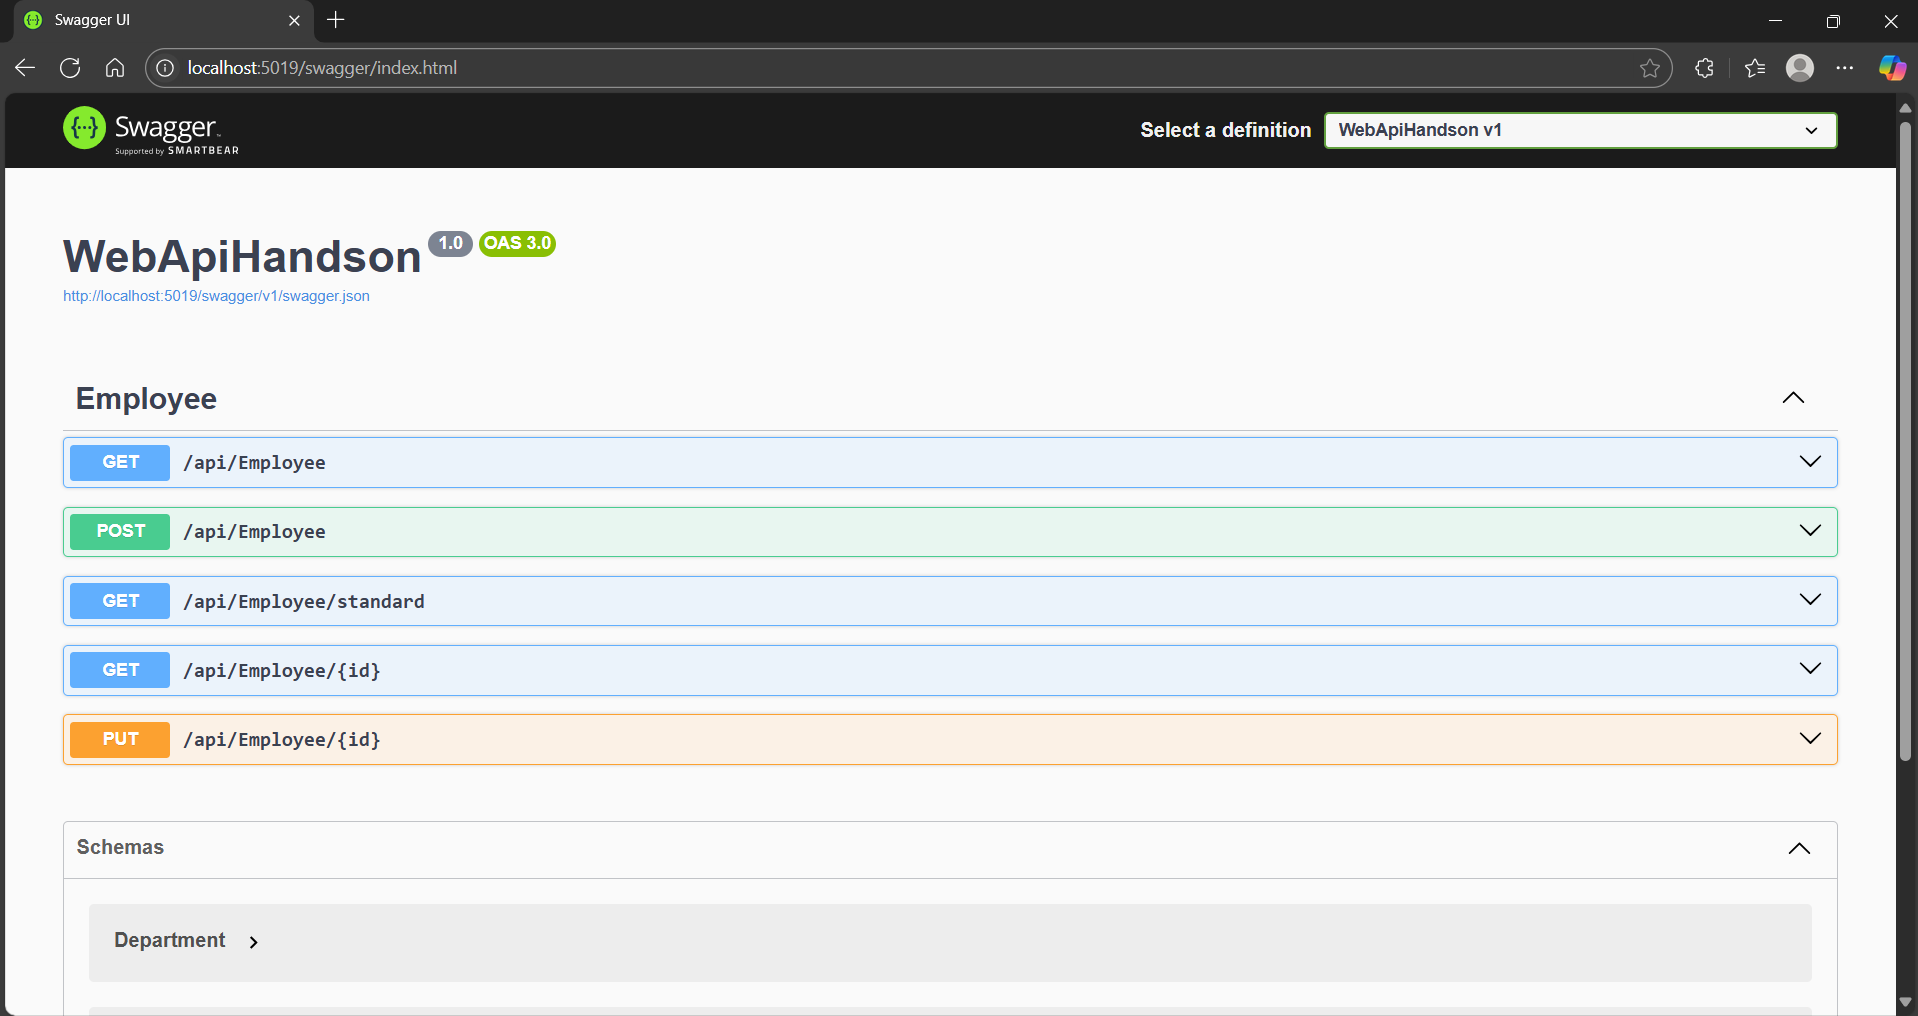 Swagger UI
localhost:5019/swagger/index.html
{···} Swagger™
Supported by SMARTBEAR
Select a definition
WebApiHandson v1
WebApiHandson 1.0 OAS 3.0
http://localhost:5019/swagger/v1/swagger.json
Employee
GET /api/Employee
POST /api/Employee
GET /api/Employee/standard
GET /api/Employee/{id}
PUT /api/Employee/{id}
Schemas
Department